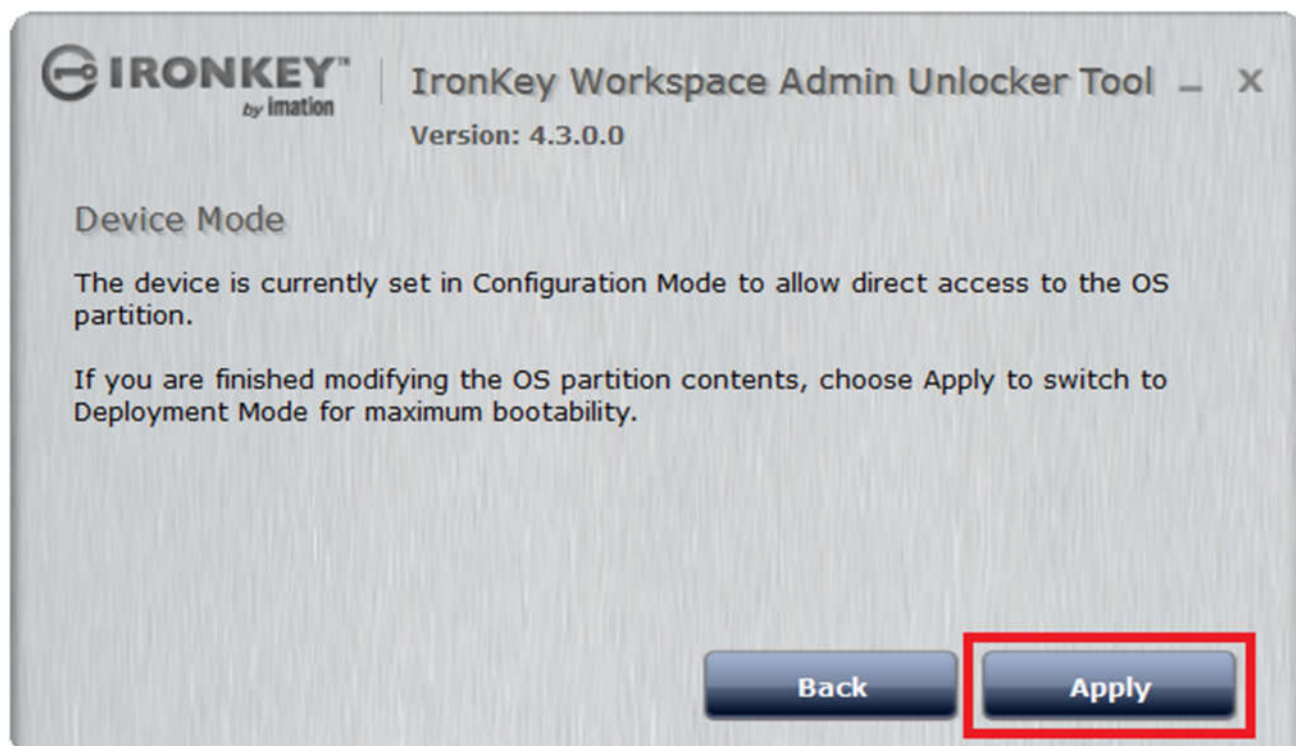 IRONKEY™
by imation
IronKey Workspace Admin Unlocker Tool
Version: 4.3.0.0
Device Mode
The device is currently set in Configuration Mode to allow direct access to the OS
partition.
If you are finished modifying the OS partition contents, choose Apply to switch to
Deployment Mode for maximum bootability.
Back
Apply